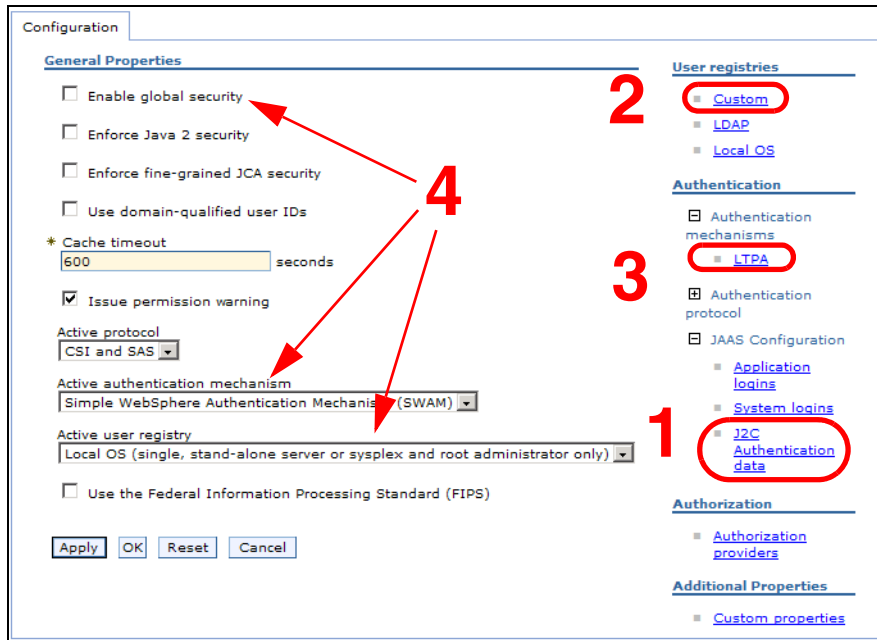 Configuration
General Properties
Enable global security
Enforce Java 2 security
Enforce fine-grained JCA security
Use domain-qualified user IDs
* Cache timeout
600 seconds
Issue permission warning
Active protocol
CSI and SAS
Active authentication mechanism
Simple WebSphere Authentication Mechanism (SWAM)
Active user registry
Local OS (single, stand-alone server or sysplex and root administrator only)
Use the Federal Information Processing Standard (FIPS)
Apply OK Reset Cancel
4
User registries
2
Custom
LDAP
Local OS
Authentication
Authentication
mechanisms
3
LTPA
Authentication
protocol
JAAS Configuration
Application
logins
System logins
1
J2C
Authentication
data
Authorization
Authorization
providers
Additional Properties
Custom properties